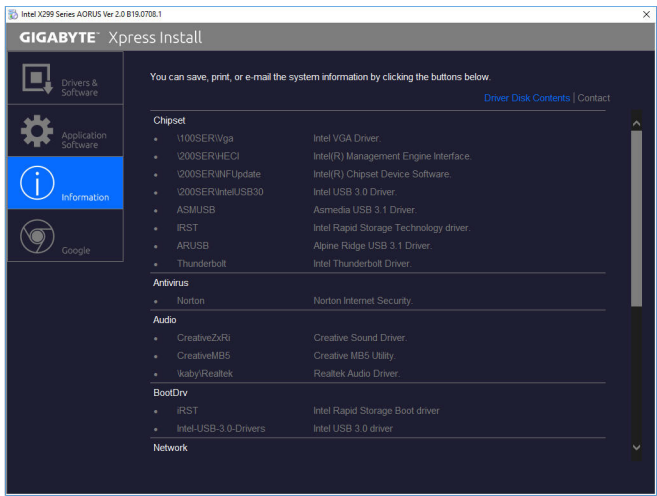 Intel X299 Series AORUS Ver 2.0 B19.0708.1
GIGABYTE™ Xpress Install
Drivers &
Software
Application
Software
Information
Google
You can save, print, or e-mail the system information by clicking the buttons below.
Driver Disk Contents | Contact
Chipset
• \100SER\Vga Intel VGA Driver.
• \200SER\HECI Intel(R) Management Engine Interface.
• \200SER\INFUpdate Intel(R) Chipset Device Software.
• \200SER\IntelUSB30 Intel USB 3.0 Driver.
• ASMUSB Asmedia USB 3.1 Driver.
• IRST Intel Rapid Storage Technology driver.
• ARUSB Alpine Ridge USB 3.1 Driver.
• Thunderbolt Intel Thunderbolt Driver.
Antivirus
• Norton Norton Internet Security.
Audio
• CreativeZxRi Creative Sound Driver.
• CreativeMB5 Creative MB5 Utility.
• \kaby\Realtek Realtek Audio Driver.
BootDrv
• iRST Intel Rapid Storage Boot driver
• Intel-USB-3.0-Drivers Intel USB 3.0 driver
Network